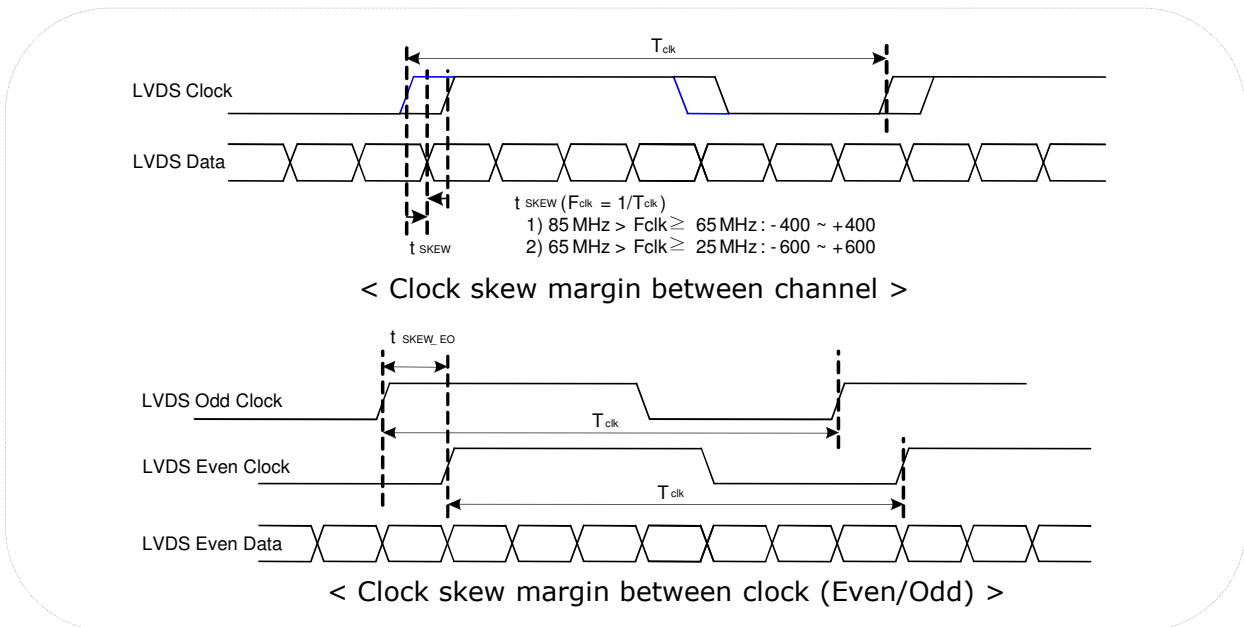 Tclk
LVDS Clock
LVDS Data
t SKEW (Fclk = 1/Tclk)
1) 85 MHz > Fclk ≥ 65 MHz : - 400 ~ + 400
2) 65 MHz > Fclk ≥ 25 MHz : - 600 ~ + 600
t SKEW
< Clock skew margin between channel >
t SKEW_EO
LVDS Odd Clock
Tclk
LVDS Even Clock
Tclk
LVDS Even Data
< Clock skew margin between clock (Even/Odd) >